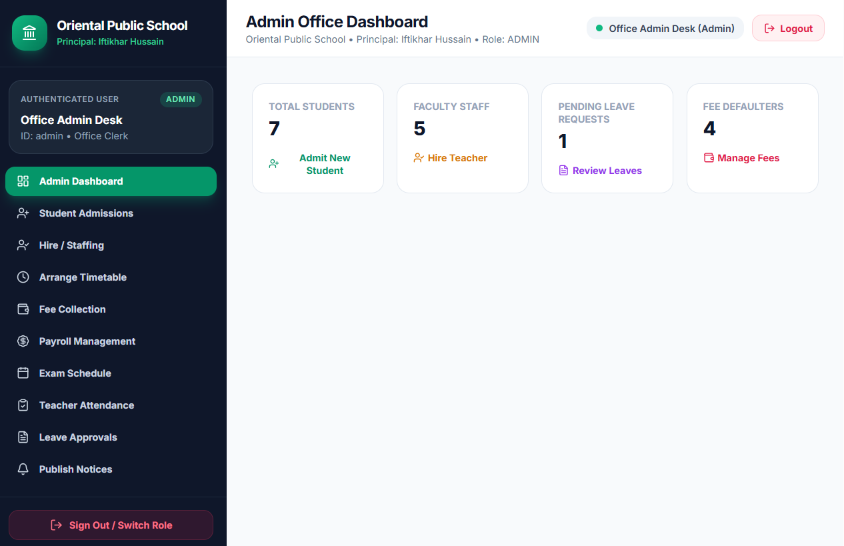 Oriental Public School
Principal: Iftikhar Hussain
AUTHENTICATED USER
ADMIN
Office Admin Desk
ID: admin • Office Clerk
Admin Dashboard
Student Admissions
Hire / Staffing
Arrange Timetable
Fee Collection
Payroll Management
Exam Schedule
Teacher Attendance
Leave Approvals
Publish Notices
Sign Out / Switch Role
Admin Office Dashboard
Oriental Public School • Principal: Iftikhar Hussain • Role: ADMIN
Office Admin Desk (Admin)
Logout
TOTAL STUDENTS
7
Admit New
Student
FACULTY STAFF
5
Hire Teacher
PENDING LEAVE
REQUESTS
1
Review Leaves
FEE DEFAULTERS
4
Manage Fees